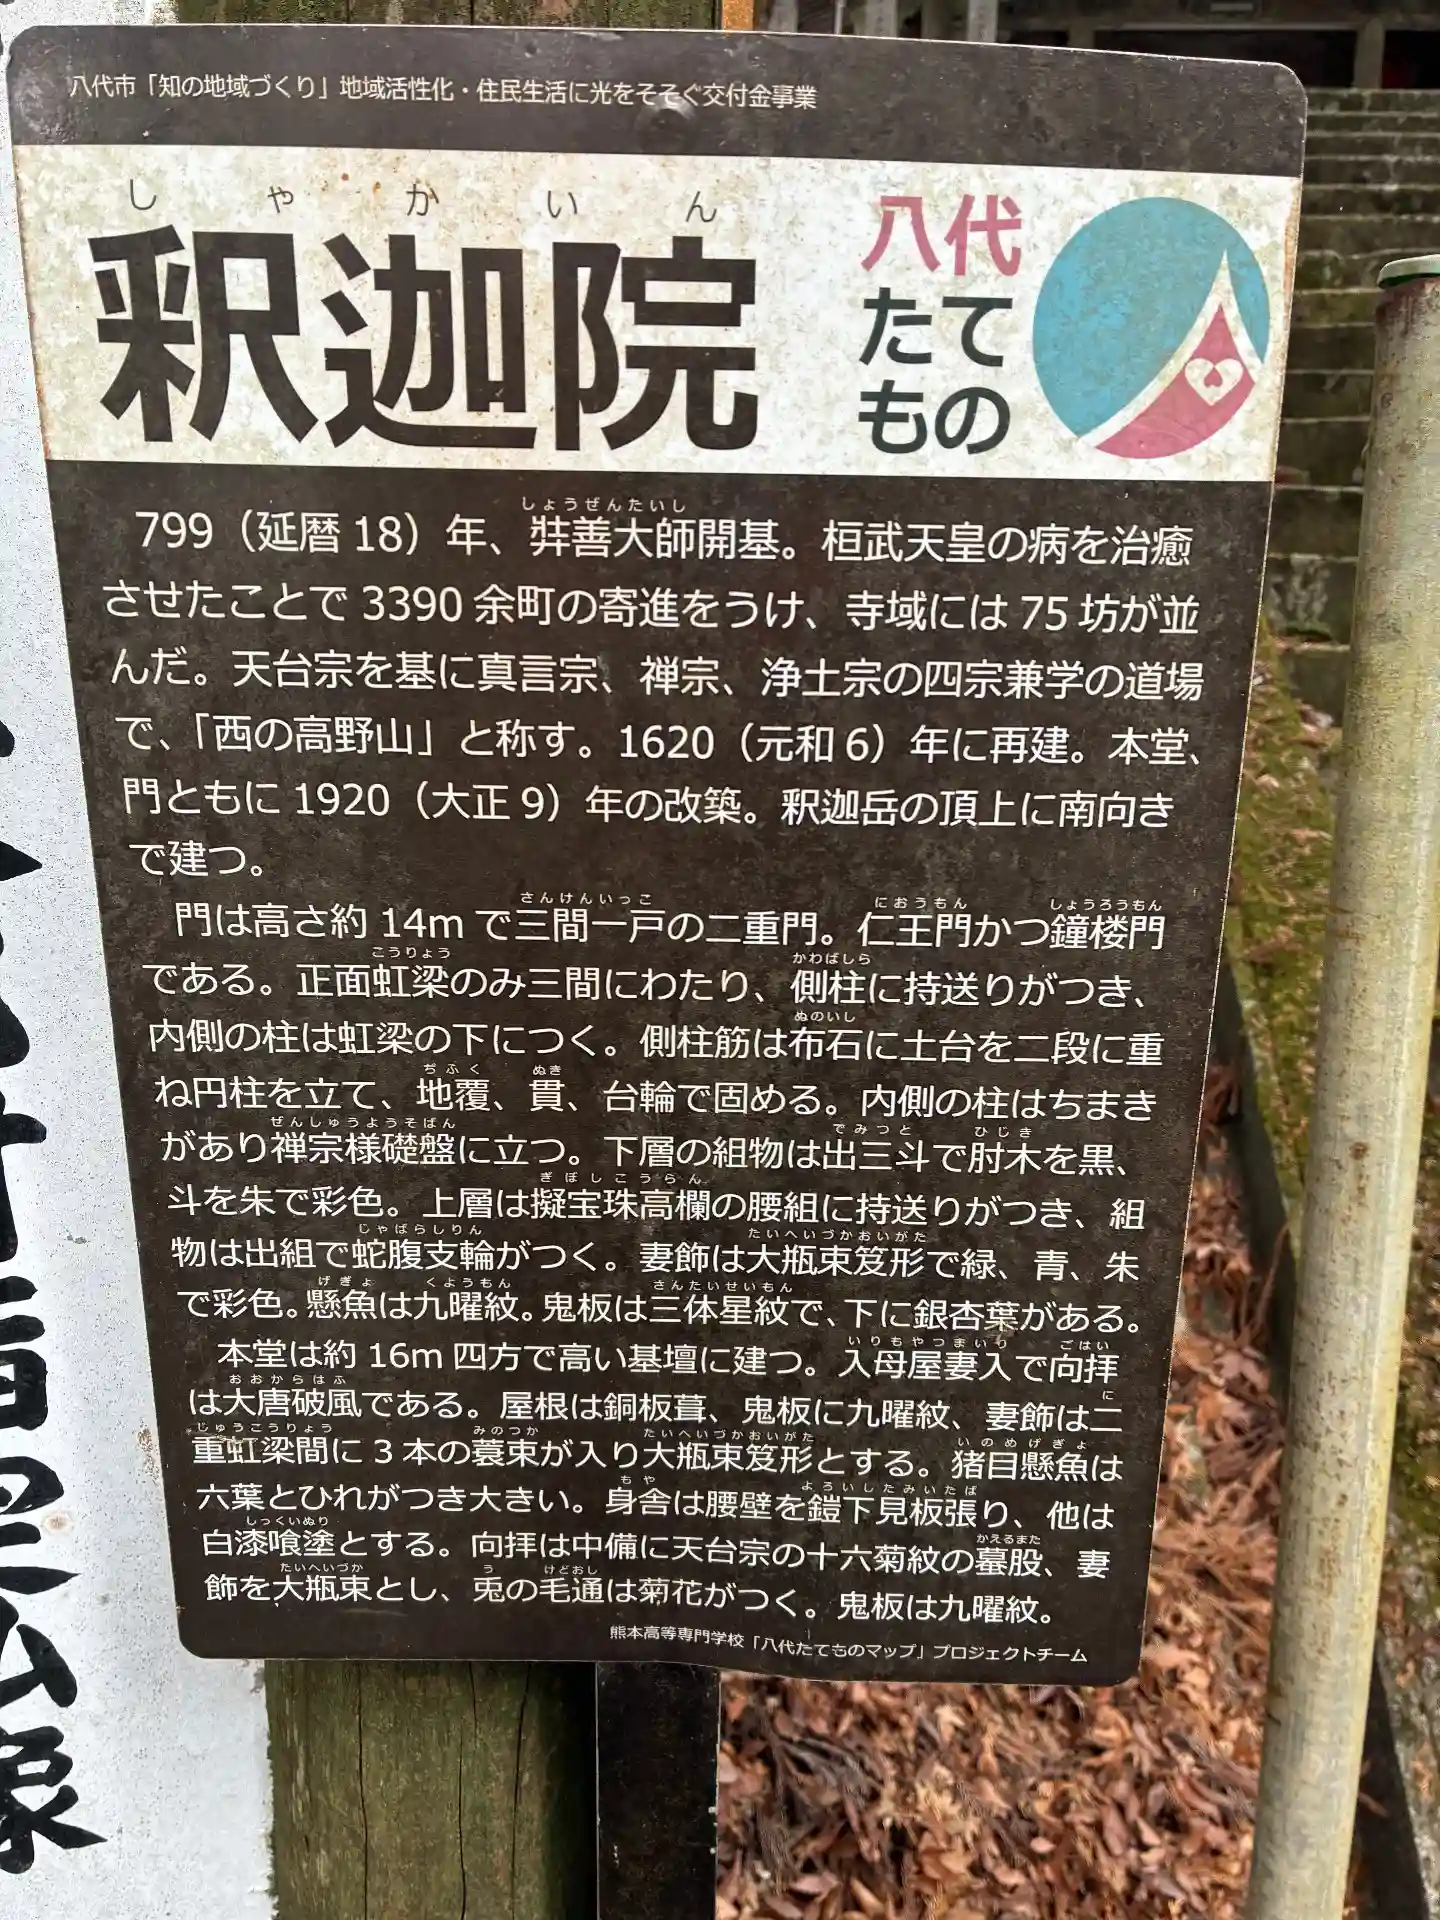 八代市「知の地域づくり」地域活性化・住民生活に光をそそぐ交付金事業
しゃかいん
釈迦院
八代
たて
もの
しょうぜんたいし
799（延暦18）年、弉善大師開基。桓武天皇の病を治癒
させたことで3390余町の寄進をうけ、寺域には75坊が並
んだ。天台宗を基に真言宗、禅宗、浄土宗の四宗兼学の道場
で、「西の高野山」と称す。1620（元和6）年に再建。本堂、
門ともに1920（大正9）年の改築。釈迦岳の頂上に南向き
で建つ。
さんけんいっこ におうもん しょうろうもん
門は高さ約14mで三間一戸の二重門。仁王門かつ鐘楼門
こうりょう かわばしら
である。正面虹梁のみ三間にわたり、側柱に持送りがつき、
ぬのいし
内側の柱は虹梁の下につく。側柱筋は布石に土台を二段に重
ぢふく ぬき
ね円柱を立て、地覆、貫、台輪で固める。内側の柱はちまき
ぜんしゅうようそばん でみつと ひじき
があり禅宗様礎盤に立つ。下層の組物は出三斗で肘木を黒、
ぎぼしこうらん
斗を朱で彩色。上層は擬宝珠高欄の腰組に持送りがつき、組
じゃばらしりん たいへいづかおいがた
物は出組で蛇腹支輪がつく。妻飾は大瓶束笈形で緑、青、朱
げぎょ くようもん さんたいせいもん
で彩色。懸魚は九曜紋。鬼板は三体星紋で、下に銀杏葉がある。
いりもやつまいり ごはい
本堂は約16m四方で高い基壇に建つ。入母屋妻入で向拝
おおからはふ に
は大唐破風である。屋根は銅板葺、鬼板に九曜紋、妻飾は二
じゅうこうりょう みのつか たいへいづかおいがた いのめげぎょ
重虹梁間に3本の蓑束が入り大瓶束笈形とする。猪目懸魚は
もや よろいしたみいたば
六葉とひれがつき大きい。身舎は腰壁を鎧下見板張り、他は
しっくいぬり かえるまた
白漆喰塗とする。向拝は中備に天台宗の十六菊紋の蟇股、妻
たいへいづか う けどおし
飾を大瓶束とし、兎の毛通は菊花がつく。鬼板は九曜紋。
熊本高等専門学校「八代たてものマップ」プロジェクトチーム